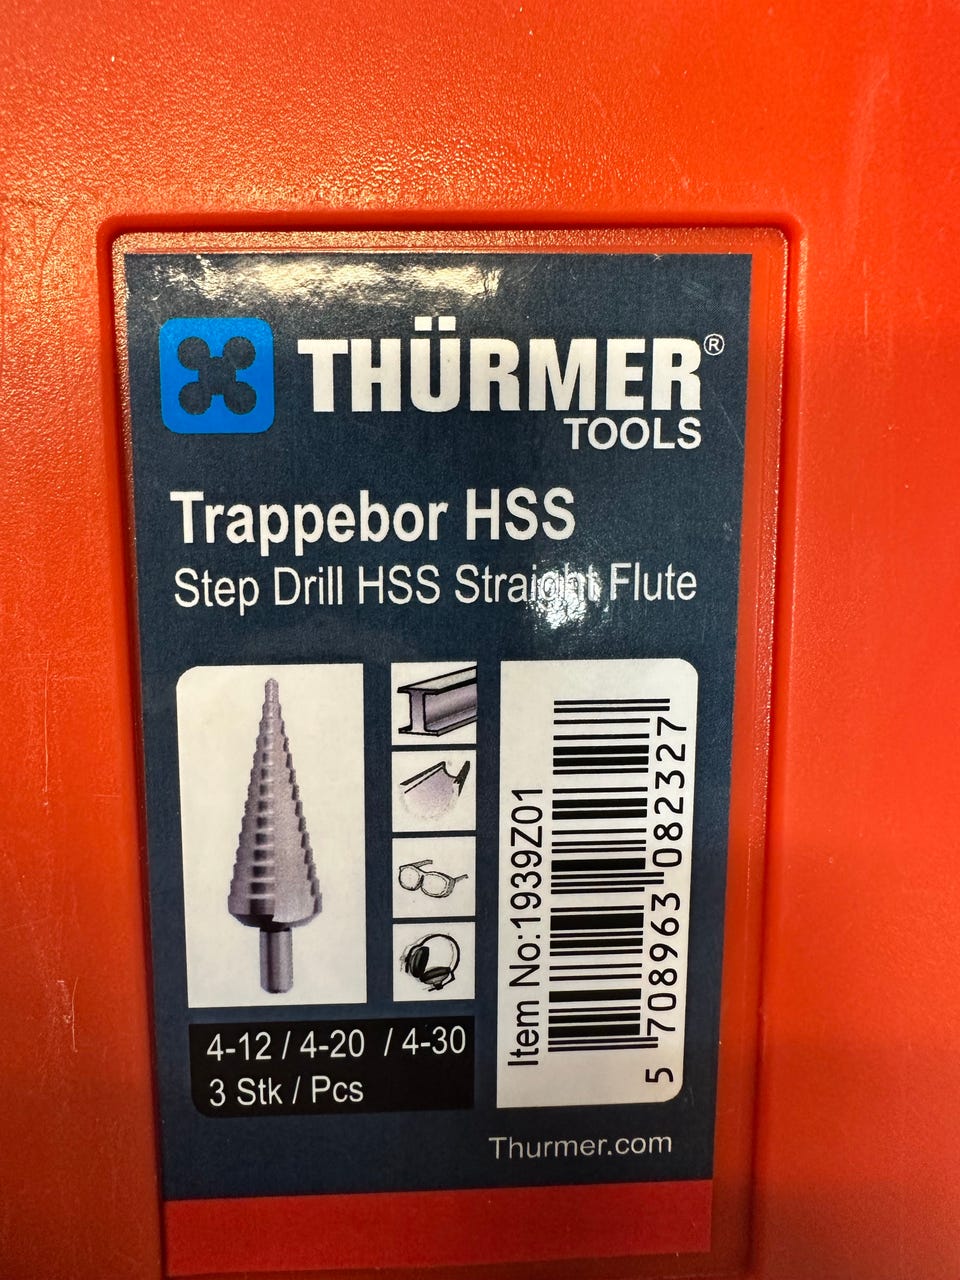 THÜRMER®
TOOLS
Trappebor HSS
Step Drill HSS Straight Flute
Item No:1939Z01
5 708963 082327
4-12 / 4-20 / 4-30
3 Stk / Pcs
Thurmer.com